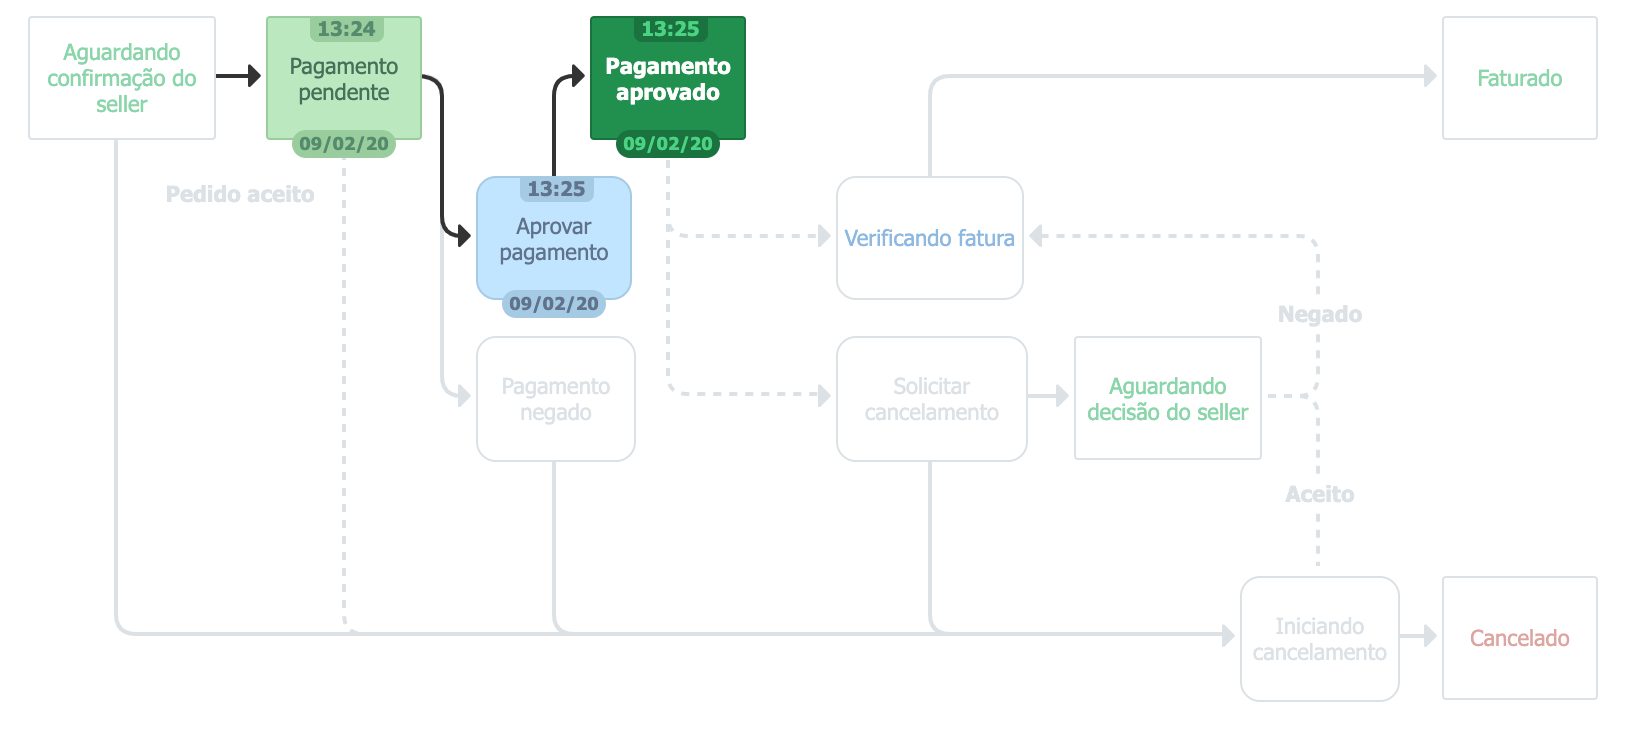 Aguardando
confirmação do
seller
13:24
Pagamento
pendente
09/02/20
13:25
Pagamento
aprovado
09/02/20
Faturado
Pedido aceito
13:25
Aprovar
pagamento
09/02/20
Verificando fatura
Negado
Pagamento
negado
Solicitar
cancelamento
Aguardando
decisão do seller
Aceito
Iniciando
cancelamento
Cancelado